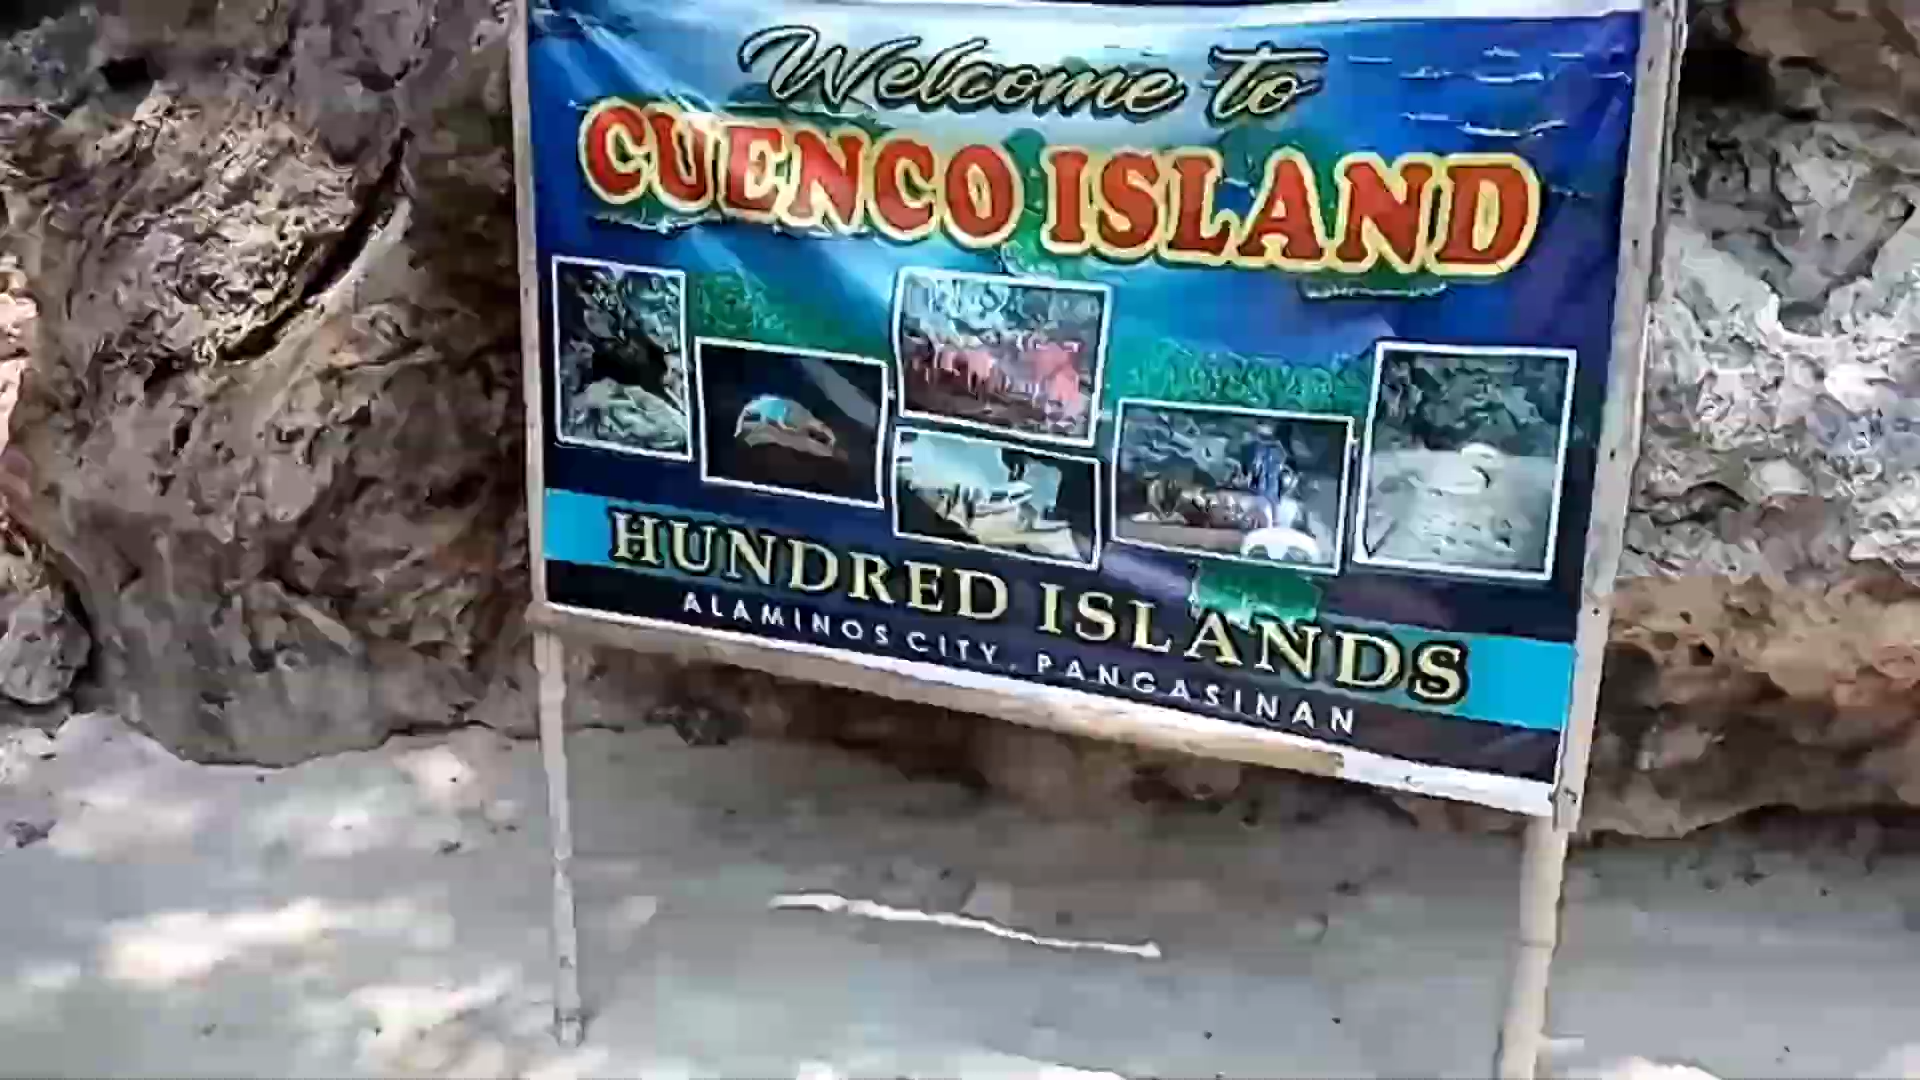 Welcome to
CUENCO ISLAND
HUNDRED ISLANDS
ALAMINOS CITY, PANGASINAN